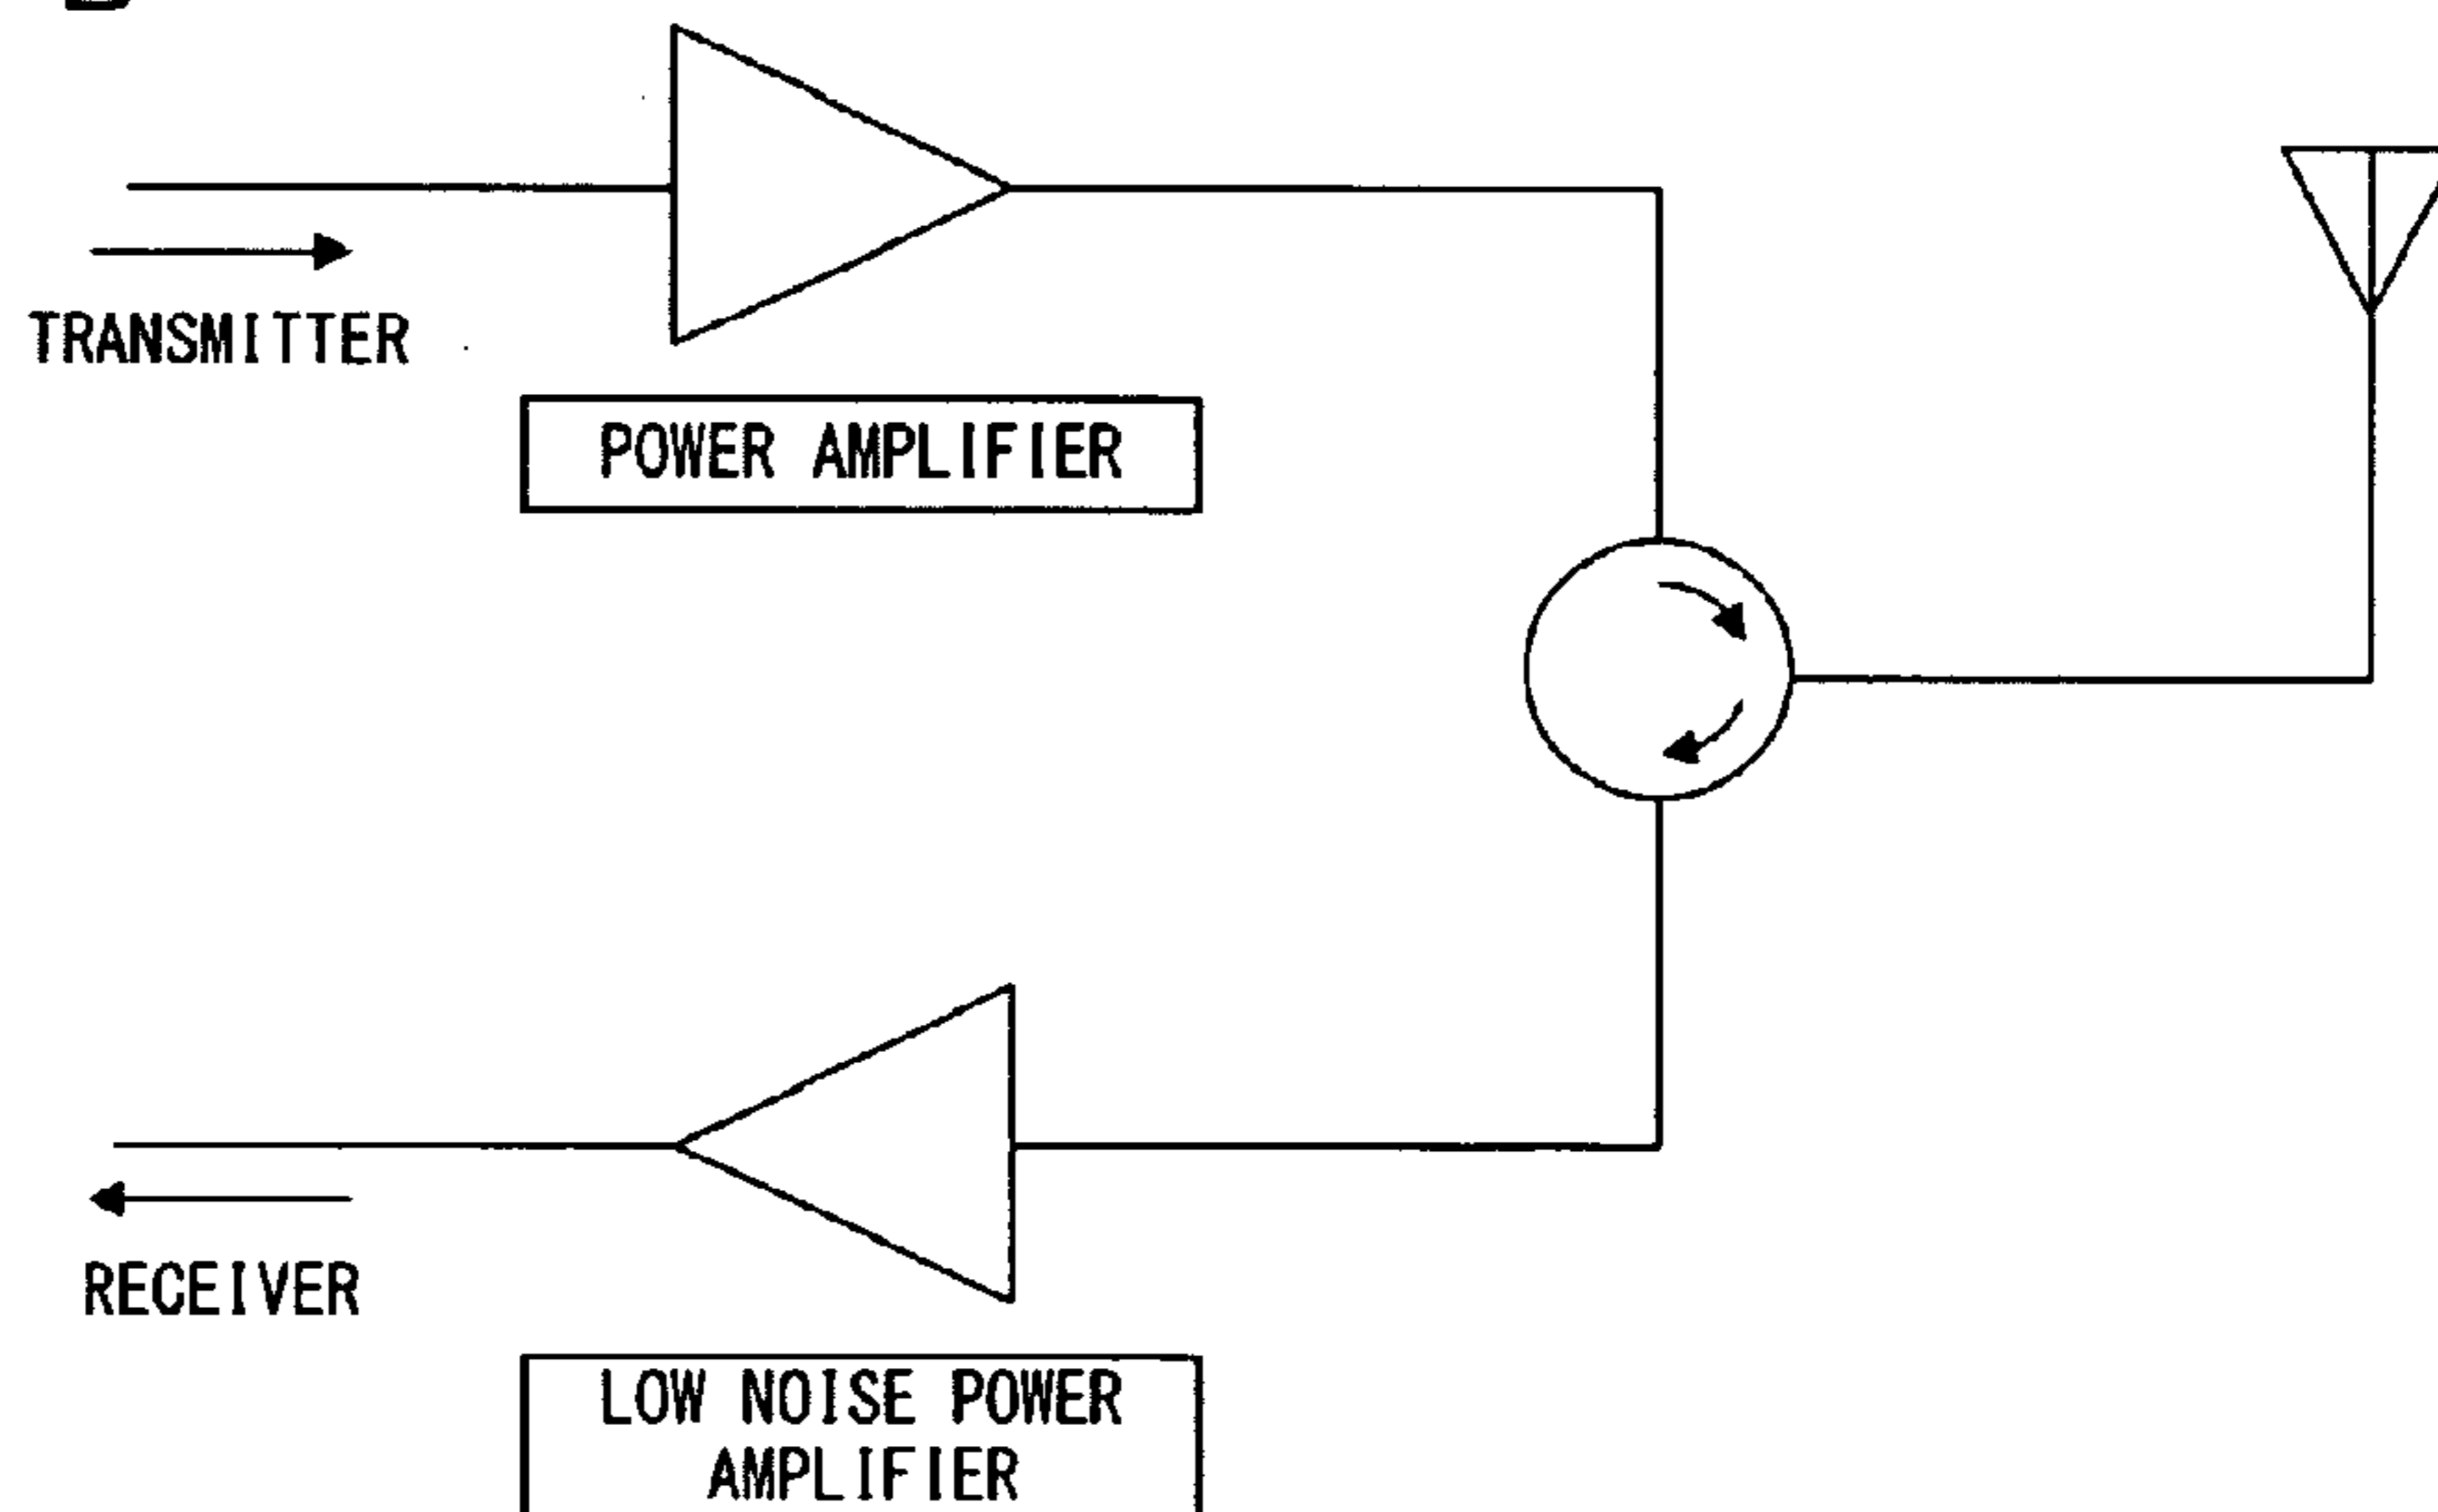 TRANSMITTER
POWER AMPLIFIER
RECEIVER
LOW NOISE POWER
AMPLIFIER